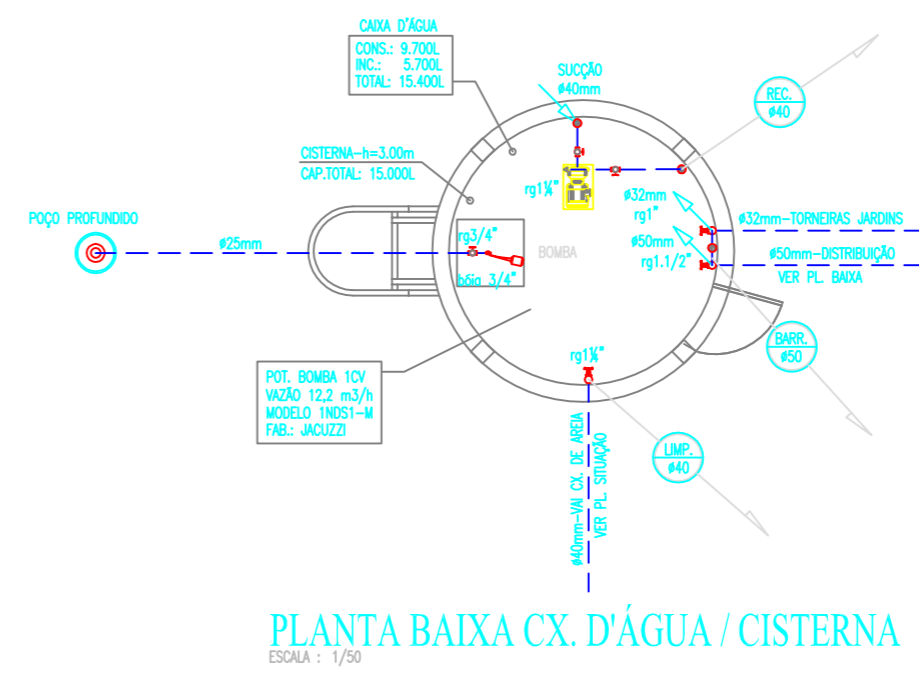 CAIXA D'ÁGUA
CONS.: 9.700L
INC.: 5.700L
TOTAL: 15.400L
SUCÇÃO
ø40mm
REC.
ø40
CISTERNA-h=3.00m
CAP.TOTAL: 15.000L
rg1¼"
ø32mm
rg1"
POÇO PROFUNDIDO
ø25mm
rg3/4"
bóia 3/4"
BOMBA
ø50mm
rg1.1/2"
ø32mm-TORNEIRAS JARDINS
ø50mm-DISTRIBUIÇÃO
VER PL. BAIXA
BARR.
ø50
rg1¼"
POT. BOMBA 1CV
VAZÃO 12,2 m3/h
MODELO 1NDS1-M
FAB.: JACUZZI
LIMP.
ø40
ø40mm-VAI CX. DE AREIA
VER PL. SITUAÇÃO
PLANTA BAIXA CX. D'ÁGUA / CISTERNA
ESCALA : 1/50